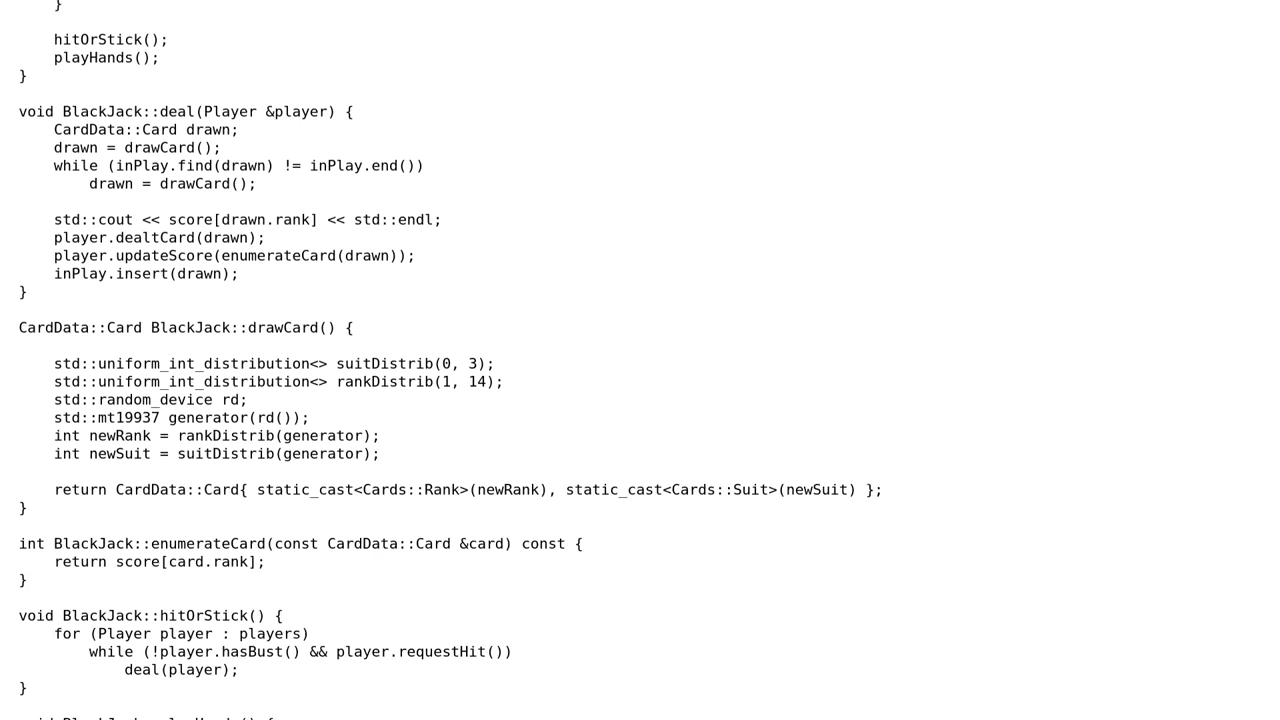 }

    hitOrStick();
    playHands();
}

void BlackJack::deal(Player &player) {
    CardData::Card drawn;
    drawn = drawCard();
    while (inPlay.find(drawn) != inPlay.end())
        drawn = drawCard();

    std::cout << score[drawn.rank] << std::endl;
    player.dealtCard(drawn);
    player.updateScore(enumerateCard(drawn));
    inPlay.insert(drawn);
}

CardData::Card BlackJack::drawCard() {

    std::uniform_int_distribution<> suitDistrib(0, 3);
    std::uniform_int_distribution<> rankDistrib(1, 14);
    std::random_device rd;
    std::mt19937 generator(rd());
    int newRank = rankDistrib(generator);
    int newSuit = suitDistrib(generator);

    return CardData::Card{ static_cast<Cards::Rank>(newRank), static_cast<Cards::Suit>(newSuit) };
}

int BlackJack::enumerateCard(const CardData::Card &card) const {
    return score[card.rank];
}

void BlackJack::hitOrStick() {
    for (Player player : players)
        while (!player.hasBust() && player.requestHit())
            deal(player);
}